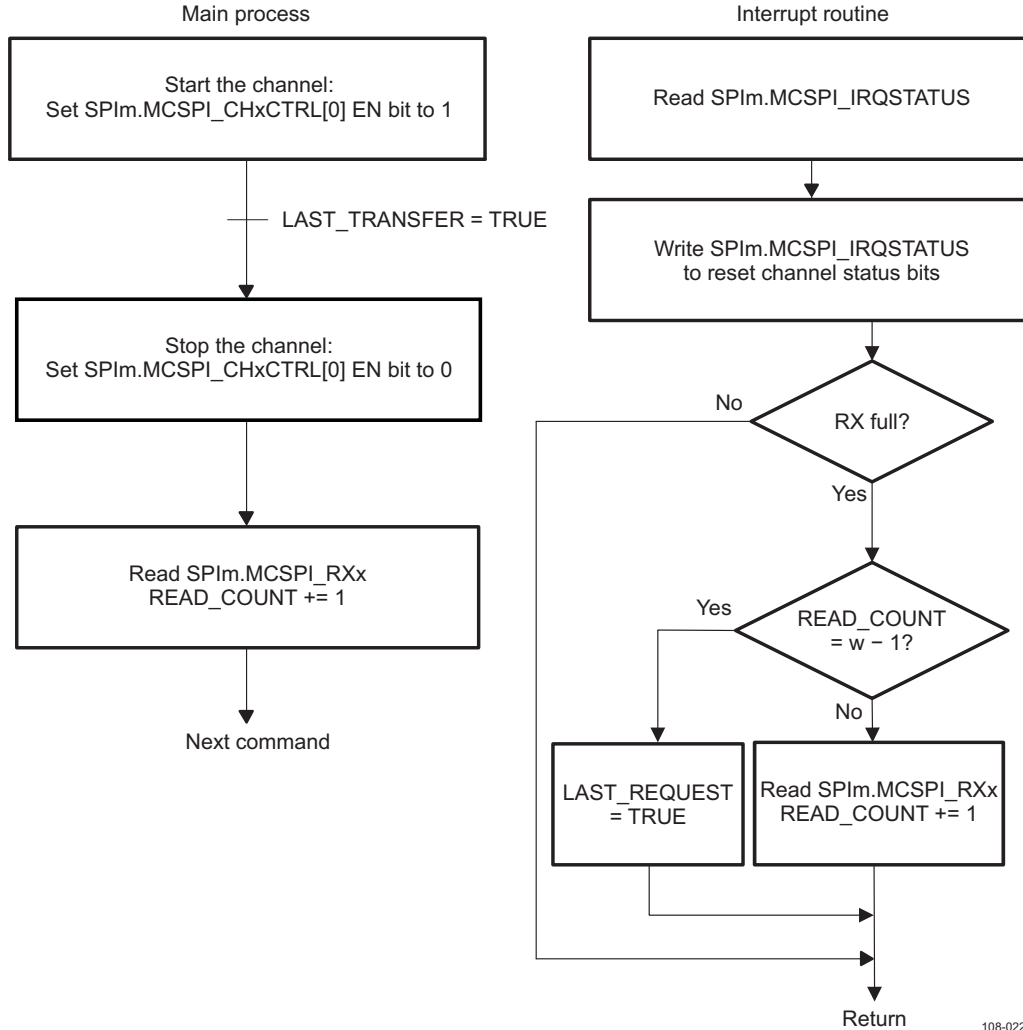 Main process
Start the channel:
Set SPIm.MCSPI_CHxCTRL[0] EN bit to 1
LAST_TRANSFER = TRUE
Stop the channel:
Set SPIm.MCSPI_CHxCTRL[0] EN bit to 0
Read SPIm.MCSPI_RXx
READ_COUNT += 1
Next command
Interrupt routine
Read SPIm.MCSPI_IRQSTATUS
Write SPIm.MCSPI_IRQSTATUS
to reset channel status bits
RX full?
No
Yes
READ_COUNT
= w − 1?
Yes
No
LAST_REQUEST
= TRUE
Read SPIm.MCSPI_RXx
READ_COUNT += 1
Return
108-022